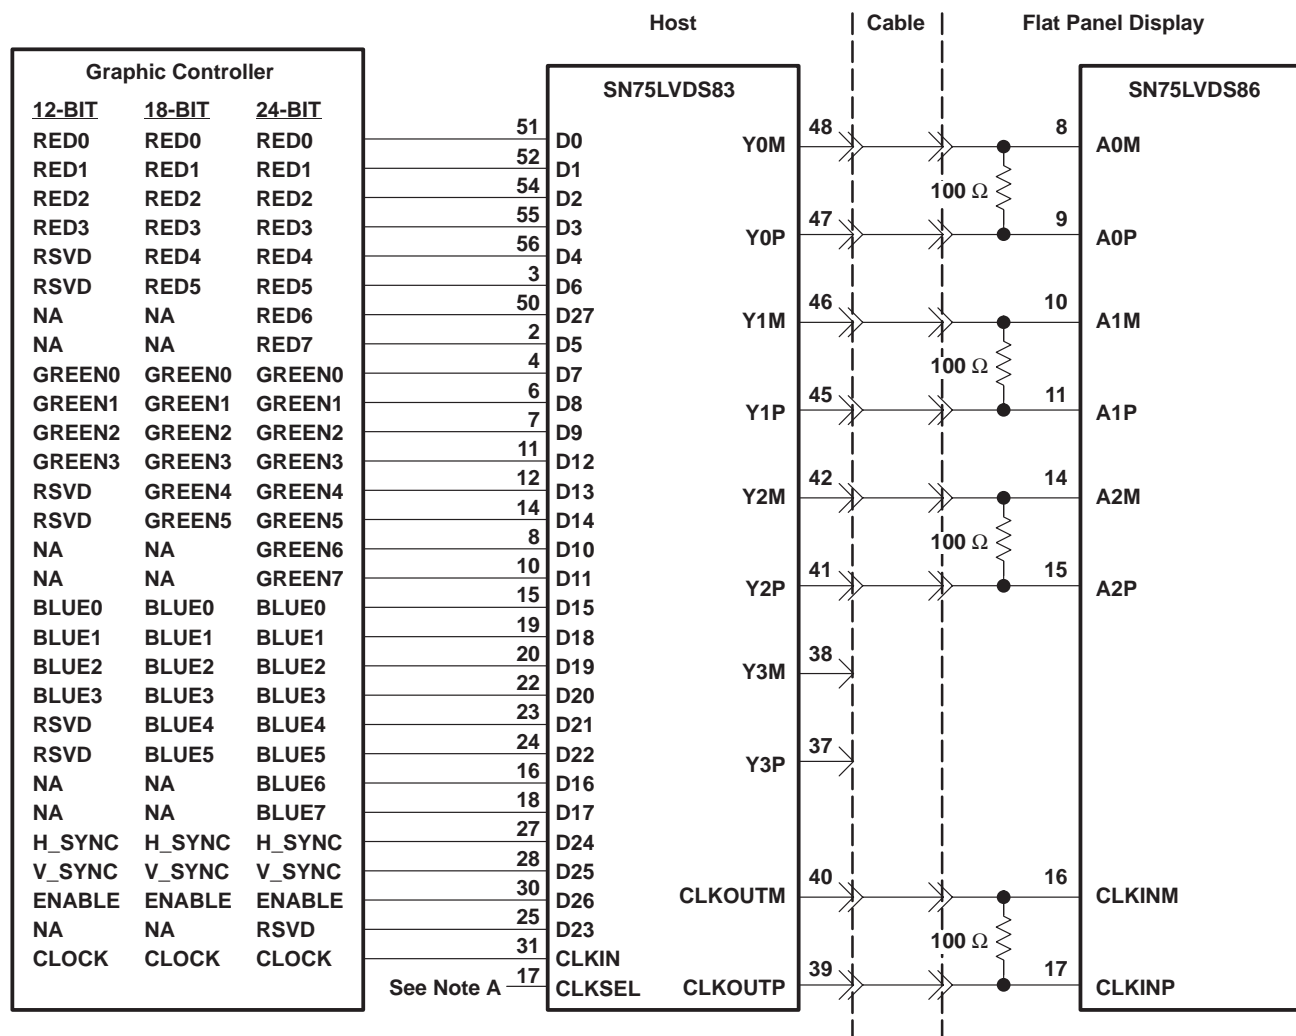 Host Cable Flat Panel Display
Graphic Controller
12-BIT 18-BIT 24-BIT
RED0 RED0 RED0
RED1 RED1 RED1
RED2 RED2 RED2
RED3 RED3 RED3
RSVD RED4 RED4
RSVD RED5 RED5
NA NA RED6
NA NA RED7
GREEN0 GREEN0 GREEN0
GREEN1 GREEN1 GREEN1
GREEN2 GREEN2 GREEN2
GREEN3 GREEN3 GREEN3
RSVD GREEN4 GREEN4
RSVD GREEN5 GREEN5
NA NA GREEN6
NA NA GREEN7
BLUE0 BLUE0 BLUE0
BLUE1 BLUE1 BLUE1
BLUE2 BLUE2 BLUE2
BLUE3 BLUE3 BLUE3
RSVD BLUE4 BLUE4
RSVD BLUE5 BLUE5
NA NA BLUE6
NA NA BLUE7
H_SYNC H_SYNC H_SYNC
V_SYNC V_SYNC V_SYNC
ENABLE ENABLE ENABLE
NA NA RSVD
CLOCK CLOCK CLOCK
SN75LVDS83
51 D0
52 D1
54 D2
55 D3
56 D4
3 D6
50 D27
2 D5
4 D7
6 D8
7 D9
11 D12
12 D13
14 D14
8 D10
10 D11
15 D15
19 D18
20 D19
22 D20
23 D21
24 D22
16 D16
18 D17
27 D24
28 D25
30 D26
25 D23
31 CLKIN
See Note A 17 CLKSEL
Y0M 48
Y0P 47
Y1M 46
Y1P 45
Y2M 42
Y2P 41
Y3M 38
Y3P 37
CLKOUTM 40
CLKOUTP 39
100 Ω
100 Ω
100 Ω
100 Ω
SN75LVDS86
8 A0M
9 A0P
10 A1M
11 A1P
14 A2M
15 A2P
16 CLKINM
17 CLKINP